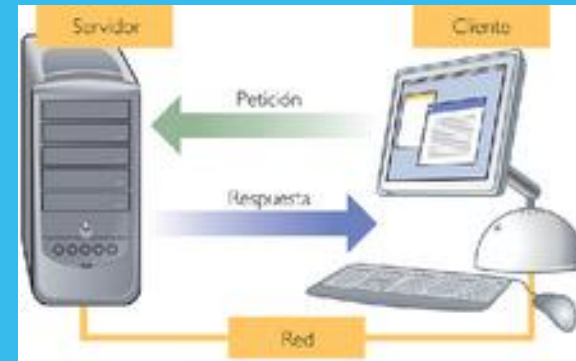 Servidor
Cliente
Petición
Respuesta
Red